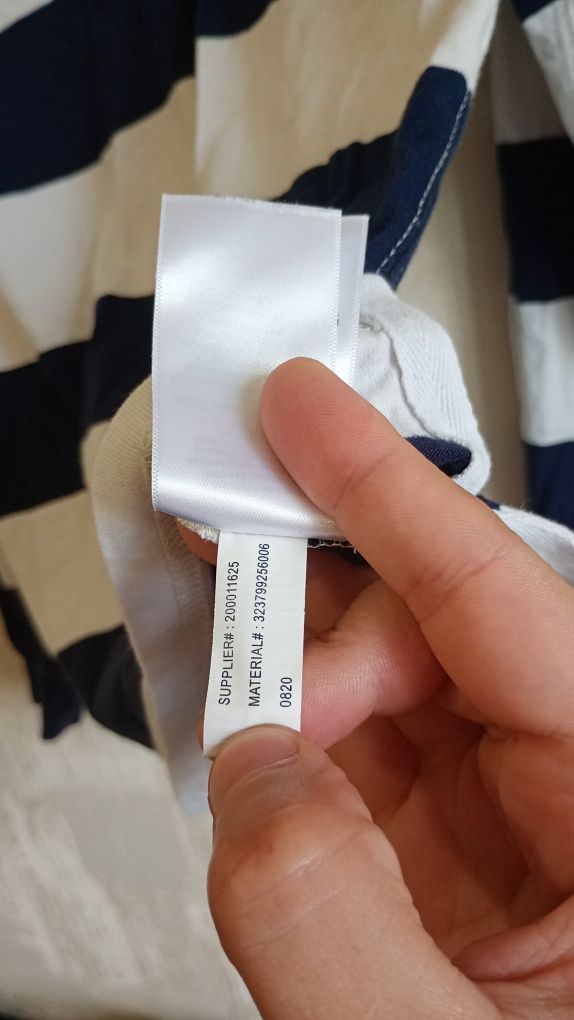 SUPPLIER# : 200011625
MATERIAL# : 323799256006
0820